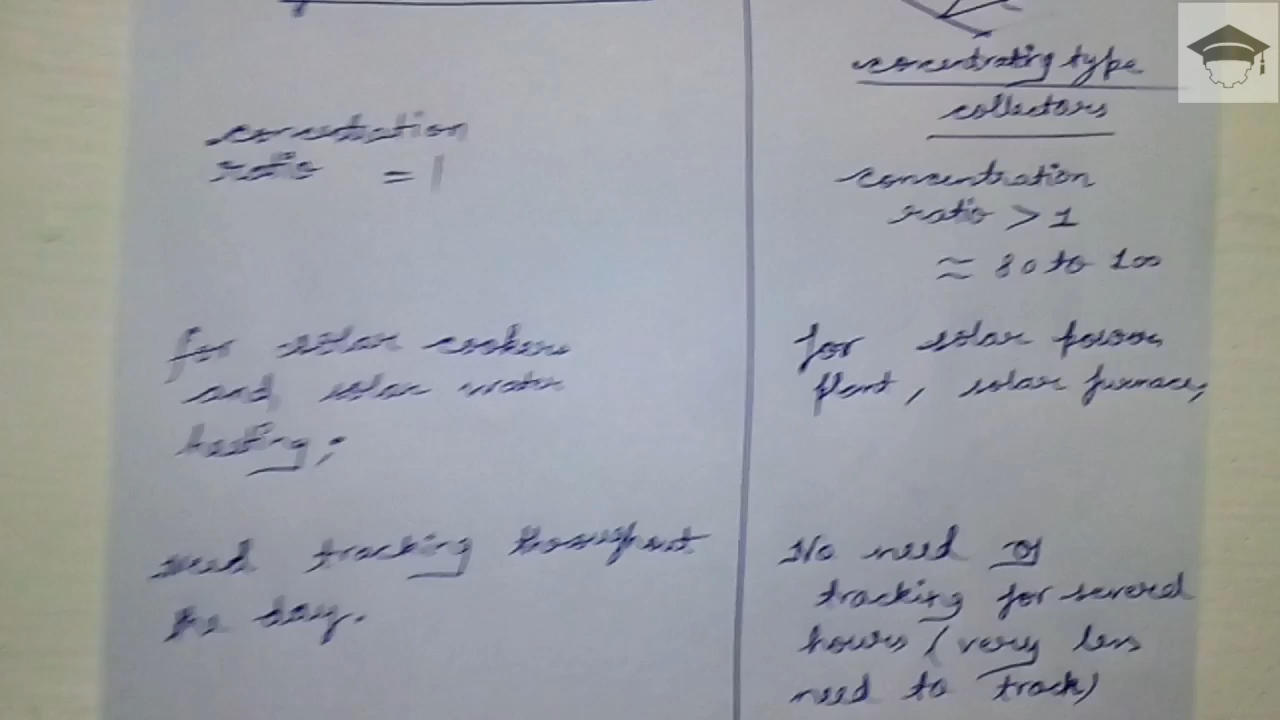 concentration
ratio = 1
for solar cookers
and solar water
heating;
Need tracking throughout
the day.
concentrating type
collectors
concentration
ratio > 1
≈ 80 to 100
for solar power
plant, solar furnace,
No need of
tracking for several
hours (very less
need to track)